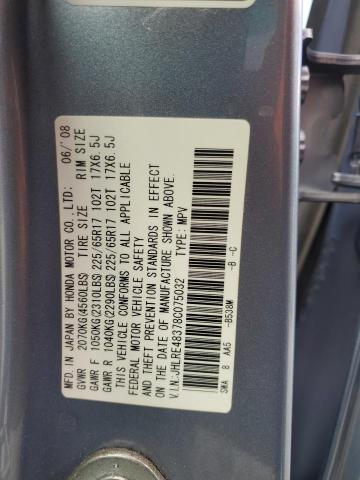 MFD. IN JAPAN BY HONDA MOTOR CO., LTD: 06/'08
GVWR 2070KG(4560LBS) TIRE SIZE RIM SIZE
GAWR F 1050KG(2310LBS) 225/65R17 102T 17X6.5J
GAWR R 1040KG(2290LBS) 225/65R17 102T 17X6.5J
THIS VEHICLE CONFORMS TO ALL APPLICABLE
FEDERAL MOTOR VEHICLE SAFETY
AND THEFT PREVENTION STANDARDS IN EFFECT
ON THE DATE OF MANUFACTURE SHOWN ABOVE.
V.I.N: JHLRE48378C075032 TYPE: MPV
SWA 8 AA5 -B538M -B -C